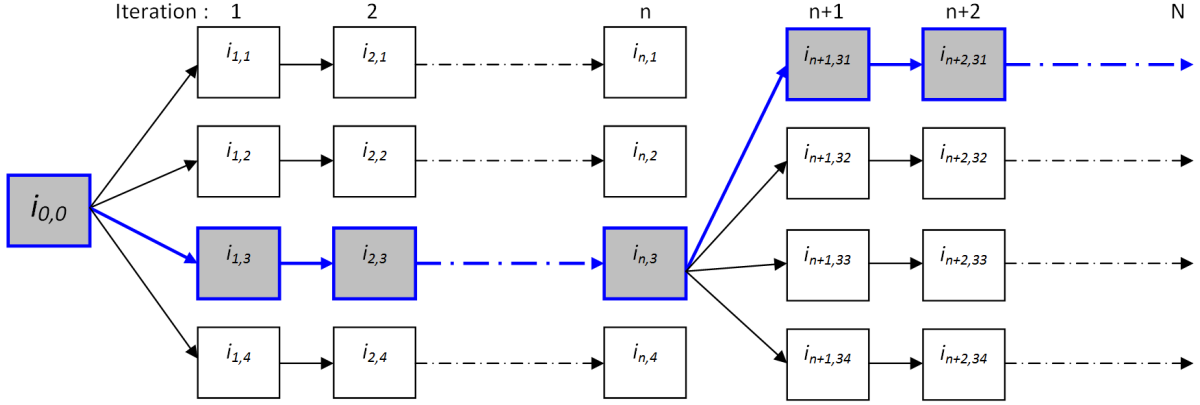 Iteration : 1 2 n n+1 n+2 N
i1,1 i2,1 in,1 in+1,31 in+2,31
i1,2 i2,2 in,2 in+1,32 in+2,32
i0,0
i1,3 i2,3 in,3 in+1,33 in+2,33
i1,4 i2,4 in,4 in+1,34 in+2,34